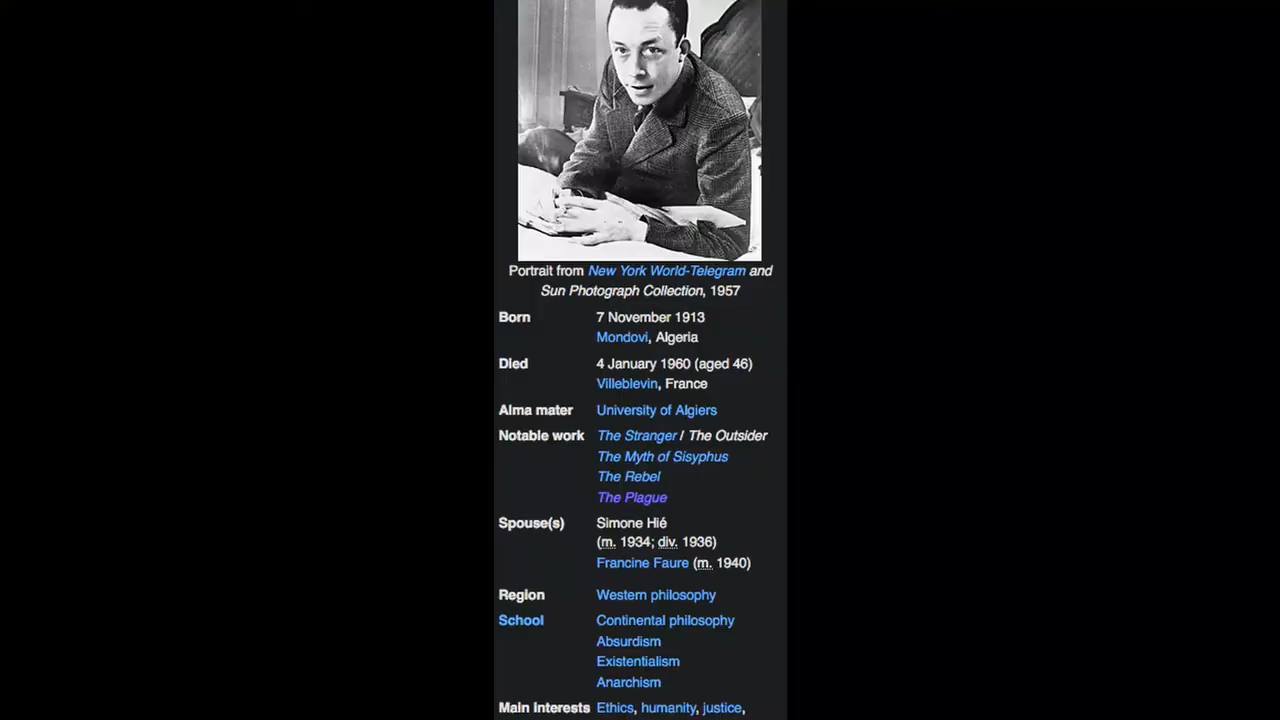 Portrait from New York World-Telegram and
Sun Photograph Collection, 1957
Born 7 November 1913
Mondovi, Algeria
Died 4 January 1960 (aged 46)
Villeblevin, France
Alma mater University of Algiers
Notable work The Stranger / The Outsider
The Myth of Sisyphus
The Rebel
The Plague
Spouse(s) Simone Hié
(m. 1934; div. 1936)
Francine Faure (m. 1940)
Region Western philosophy
School Continental philosophy
Absurdism
Existentialism
Anarchism
Main interests Ethics, humanity, justice,